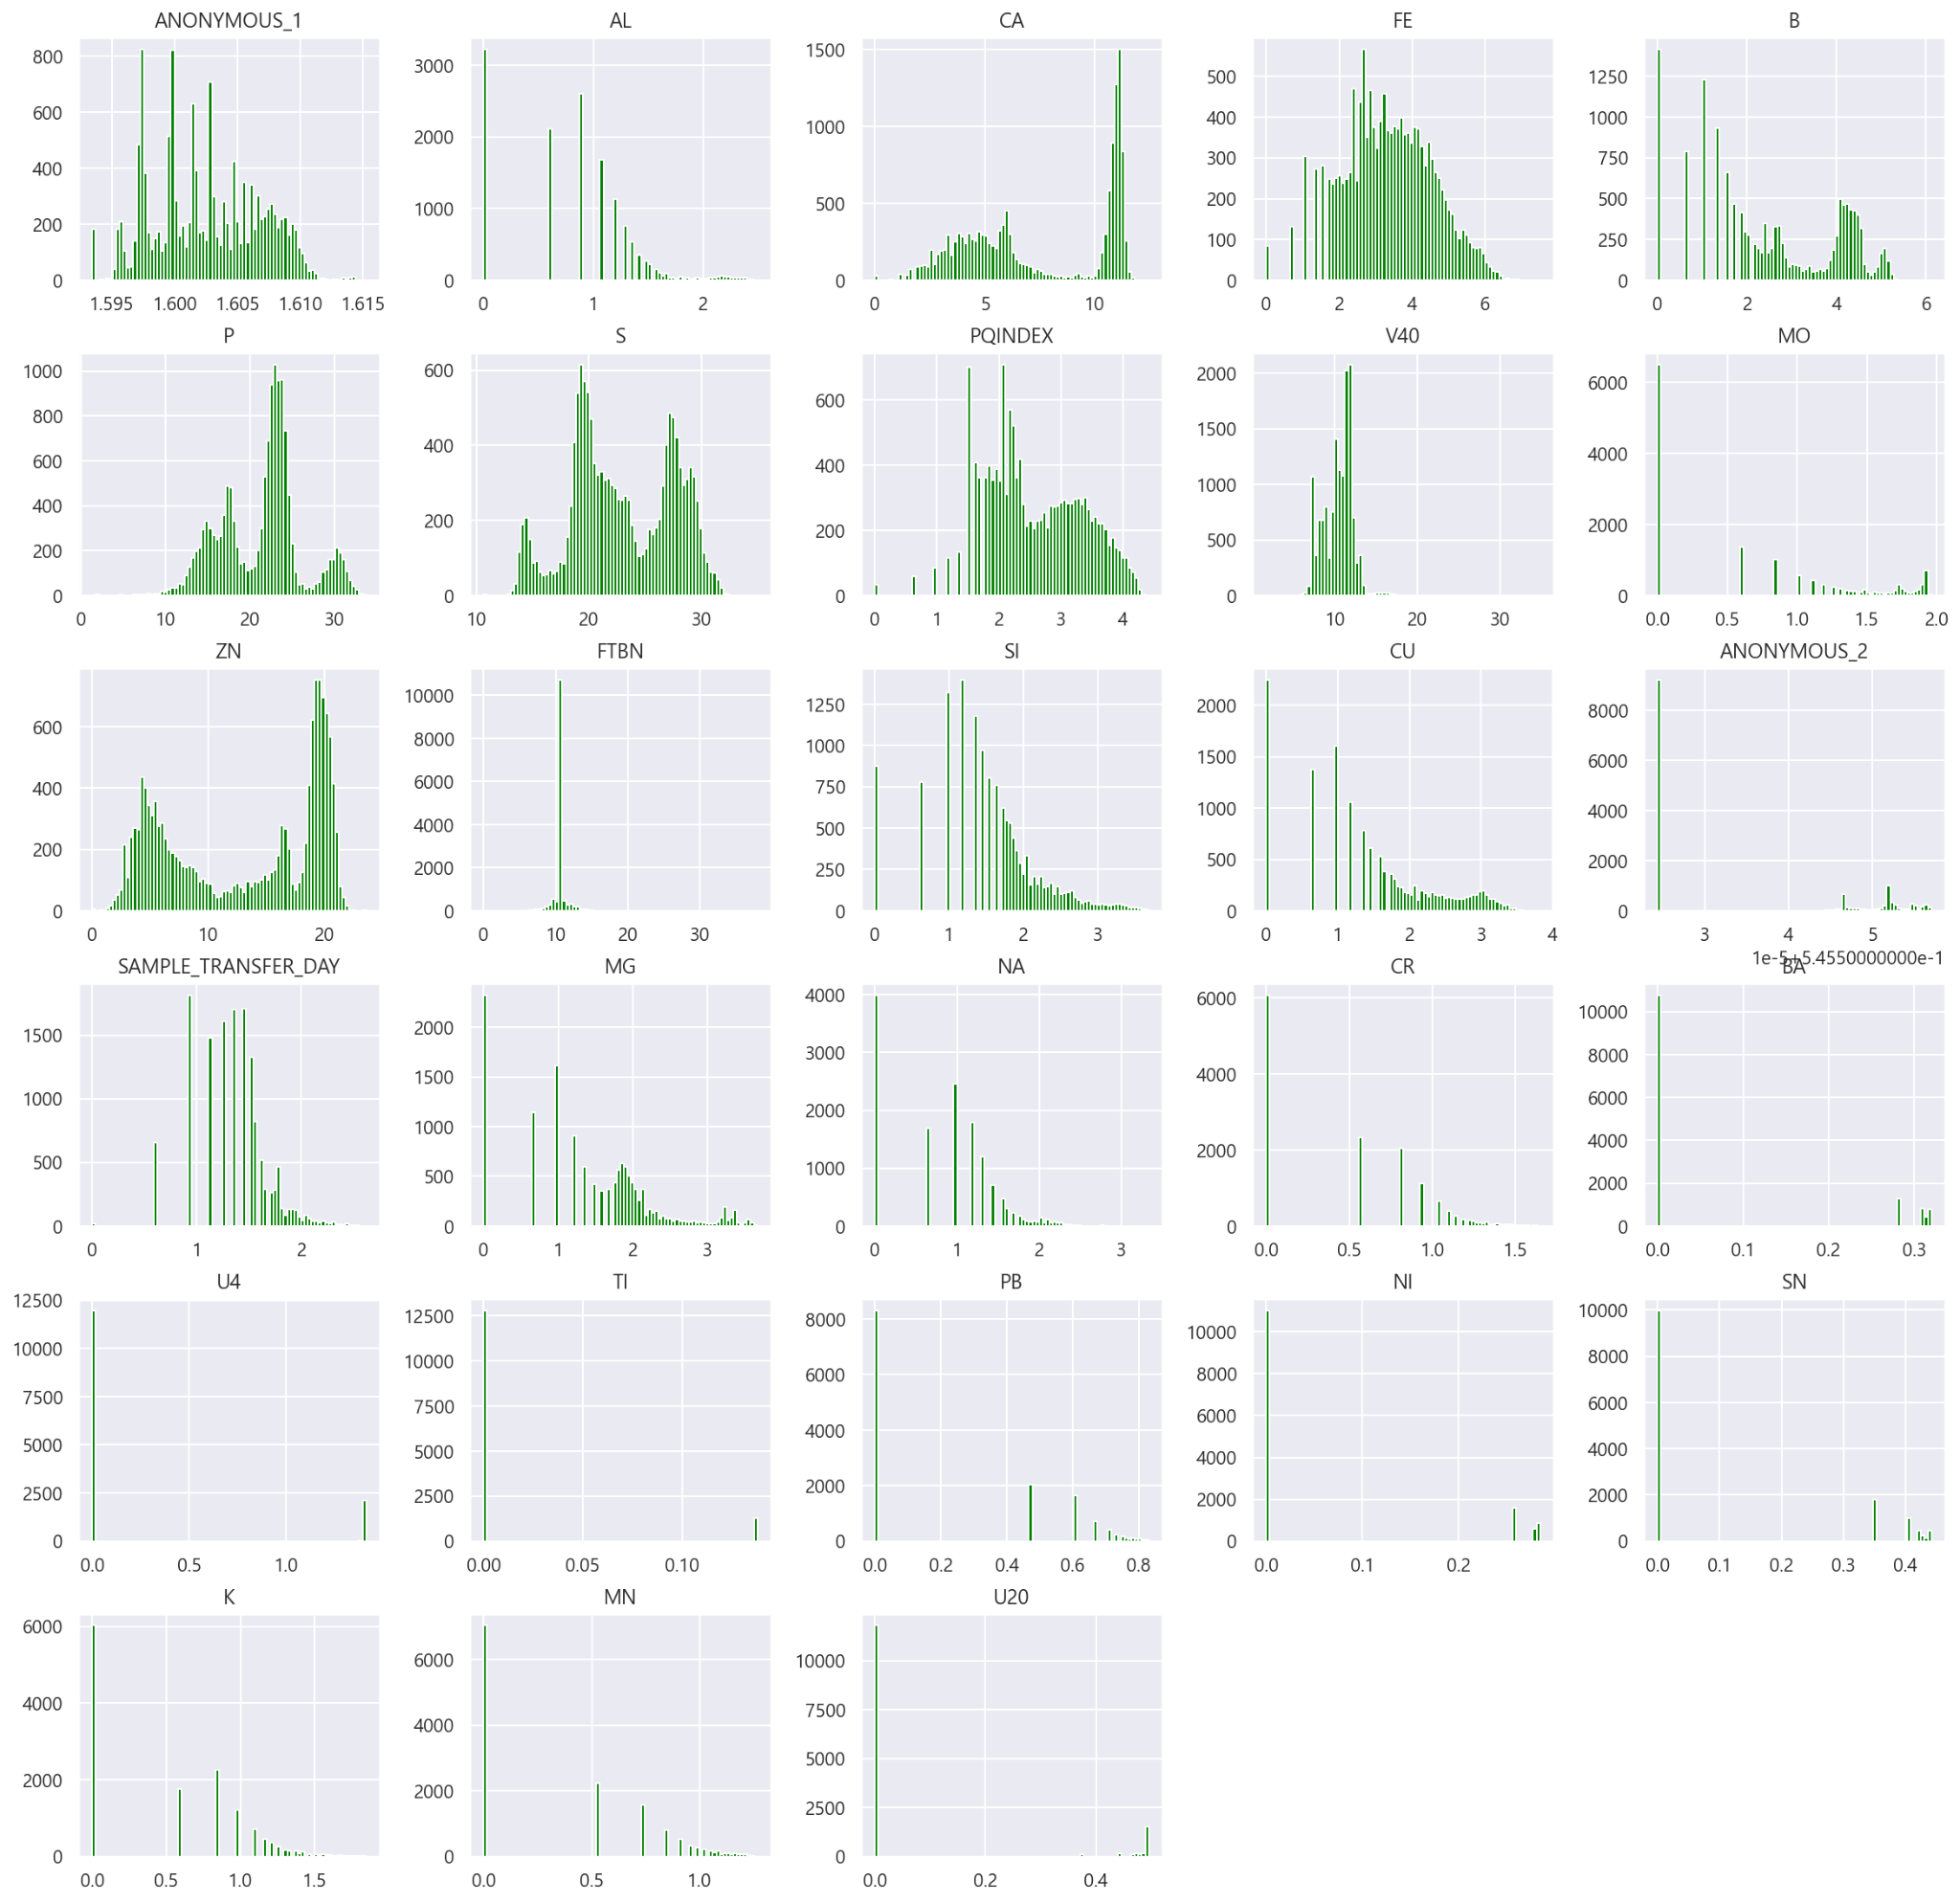 ANONYMOUS_1 AL CA FE B
800 600 400 200 0
1.595 1.600 1.605 1.610 1.615
3000 2000 1000 0
0 1 2
1500 1000 500 0
0 5 10
500 400 300 200 100 0
0 2 4 6
1250 1000 750 500 250 0
0 2 4 6
P S PQINDEX V40 MO
1000 800 600 400 200 0
0 10 20 30
600 400 200 0
10 20 30
600 400 200 0
0 1 2 3 4
2000 1500 1000 500 0
10 20 30
6000 4000 2000 0
0.0 0.5 1.0 1.5 2.0
ZN FTBN SI CU ANONYMOUS_2
600 400 200 0
0 10 20
10000 8000 6000 4000 2000 0
0 10 20 30
1250 1000 750 500 250 0
0 1 2 3
2000 1500 1000 500 0
0 1 2 3 4
8000 6000 4000 2000 0
3 4 5
1e-5+5.4550000000e-1
SAMPLE_TRANSFER_DAY MG NA CR BA
1500 1000 500 0
0 1 2
2000 1500 1000 500 0
0 1 2 3
4000 3000 2000 1000 0
0 1 2 3
6000 4000 2000 0
0.0 0.5 1.0 1.5
10000 8000 6000 4000 2000 0
0.0 0.1 0.2 0.3
U4 TI PB NI SN
12500 10000 7500 5000 2500 0
0.0 0.5 1.0
12500 10000 7500 5000 2500 0
0.00 0.05 0.10
8000 6000 4000 2000 0
0.0 0.2 0.4 0.6 0.8
10000 8000 6000 4000 2000 0
0.0 0.1 0.2
10000 8000 6000 4000 2000 0
0.0 0.1 0.2 0.3 0.4
K MN U20
6000 4000 2000 0
0.0 0.5 1.0 1.5
6000 4000 2000 0
0.0 0.5 1.0
10000 7500 5000 2500 0
0.0 0.2 0.4